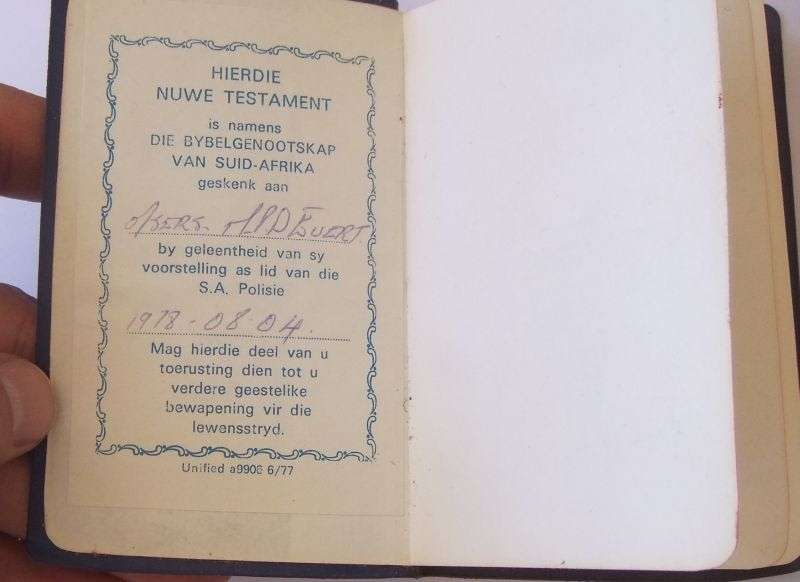 HIERDIE
NUWE TESTAMENT
is namens
DIE BYBELGENOOTSKAP
VAN SUID-AFRIKA
geskenk aan
by geleentheid van sy
voorstelling as lid van die
S.A. Polisie
1978-08-04.
Mag hierdie deel van u
toerusting dien tot u
verdere geestelike
bewapening vir die
lewensstryd.
Unified a9900 6/77